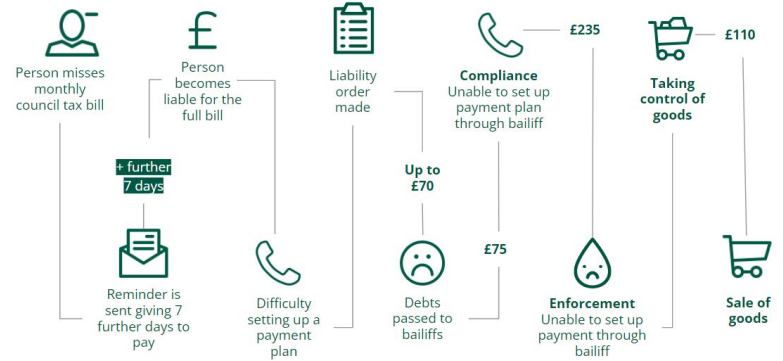 Person misses
monthly
council tax bill
+ further
7 days
Reminder is
sent giving 7
further days to
pay
Person
becomes
liable for the
full bill
Difficulty
setting up a
payment
plan
Liability
order
made
Up to
£70
Debts
passed to
bailiffs
£75
Compliance
Unable to set up
payment plan
through bailiff
£235
Enforcement
Unable to set up
payment through
bailiff
Taking
control of
goods
£110
Sale of
goods